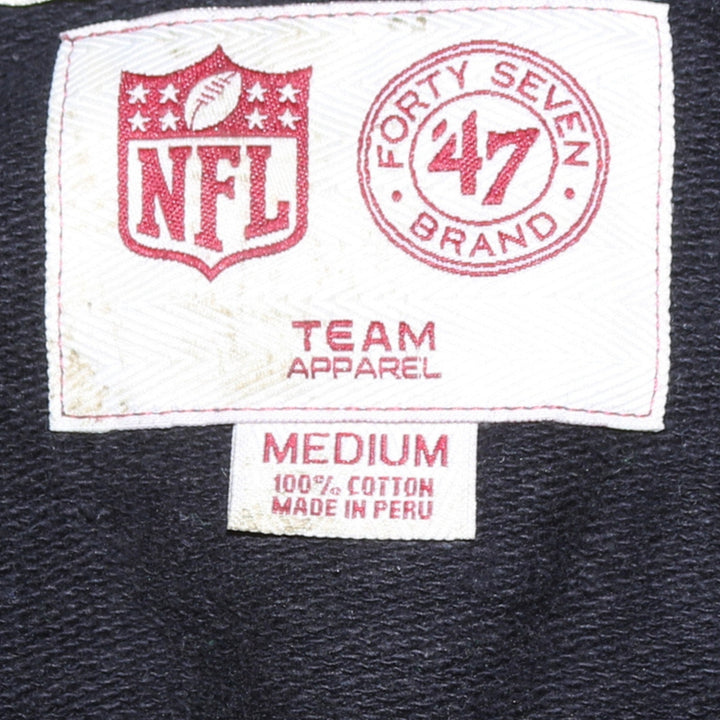 NFL
FORTY SEVEN
'47
BRAND
TEAM
APPAREL
MEDIUM
100% COTTON
MADE IN PERU